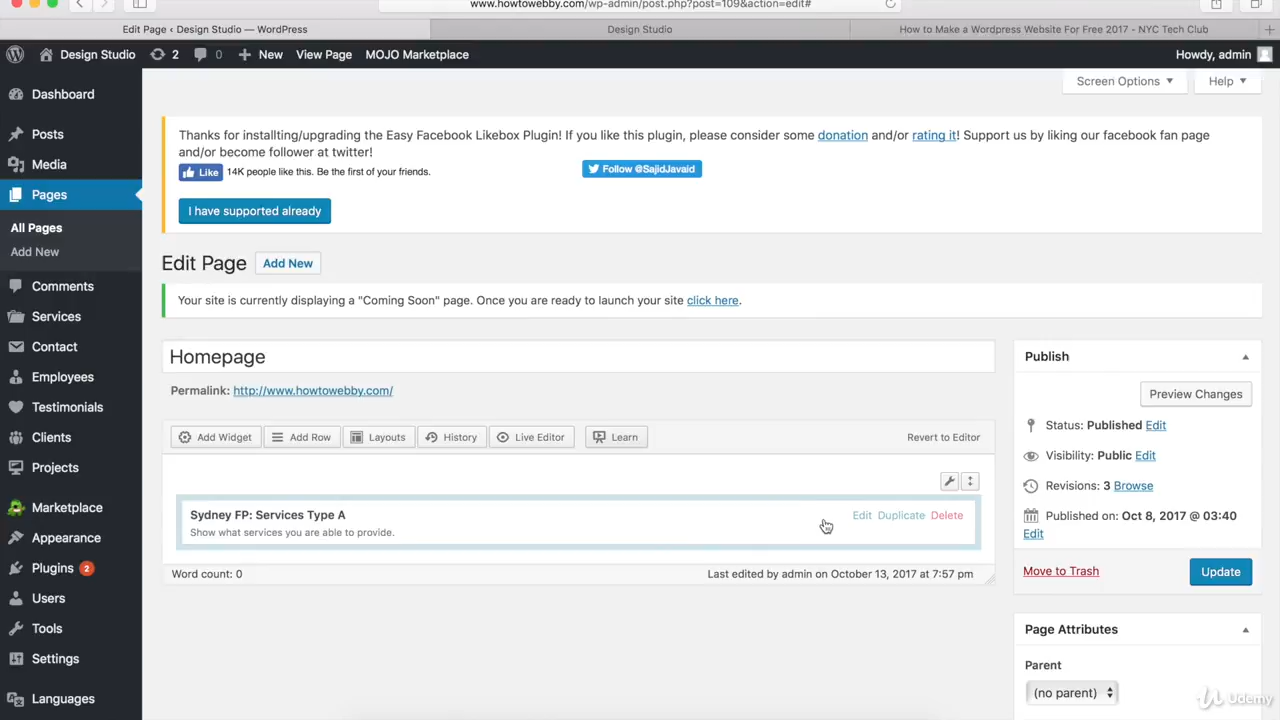 www.howtowebby.com/wp-admin/post.php?post=109&action=edit#
Edit Page ‹ Design Studio — WordPress
Design Studio
How to Make a Wordpress Website For Free 2017 - NYC Tech Club
Design Studio
2
0
New
View Page
MOJO Marketplace
Howdy, admin
Screen Options
Help
Dashboard
Posts
Media
Pages
All Pages
Add New
Comments
Services
Contact
Employees
Testimonials
Clients
Projects
Marketplace
Appearance
Plugins 2
Users
Tools
Settings
Languages
Thanks for installting/upgrading the Easy Facebook Likebox Plugin! If you like this plugin, please consider some donation and/or rating it! Support us by liking our facebook fan page
and/or become follower at twitter!
Like 14K people like this. Be the first of your friends.
Follow @SajidJavaid
I have supported already
Edit Page
Add New
Your site is currently displaying a "Coming Soon" page. Once you are ready to launch your site click here.
Homepage
Permalink: http://www.howtowebby.com/
Add Widget
Add Row
Layouts
History
Live Editor
Learn
Revert to Editor
Sydney FP: Services Type A
Edit Duplicate Delete
Show what services you are able to provide.
Word count: 0
Last edited by admin on October 13, 2017 at 7:57 pm
Publish
Preview Changes
Status: Published Edit
Visibility: Public Edit
Revisions: 3 Browse
Published on: Oct 8, 2017 @ 03:40
Edit
Move to Trash
Update
Page Attributes
Parent
(no parent)
Udemy